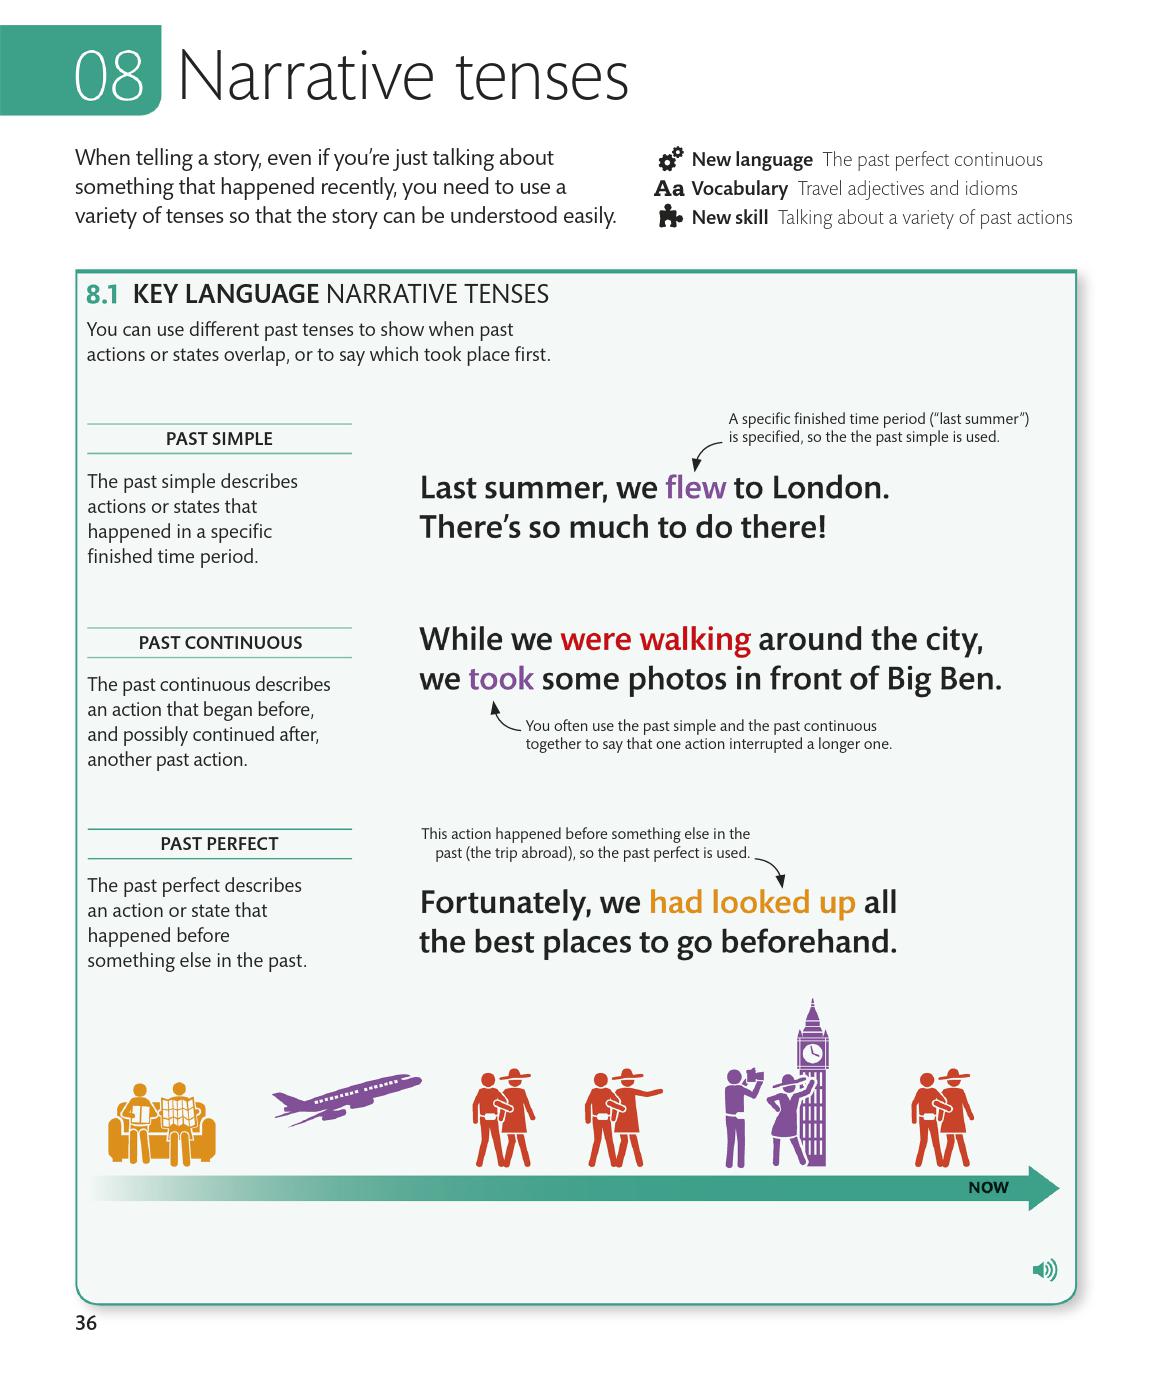 08 Narrative tenses
When telling a story, even if you’re just talking about
something that happened recently, you need to use a
variety of tenses so that the story can be understood easily.
New language The past perfect continuous
Aa Vocabulary Travel adjectives and idioms
New skill Talking about a variety of past actions
8.1 KEY LANGUAGE NARRATIVE TENSES
You can use different past tenses to show when past
actions or states overlap, or to say which took place first.
PAST SIMPLE
The past simple describes
actions or states that
happened in a specific
finished time period.
A specific finished time period (“last summer”)
is specified, so the the past simple is used.
Last summer, we flew to London.
There’s so much to do there!
PAST CONTINUOUS
The past continuous describes
an action that began before,
and possibly continued after,
another past action.
While we were walking around the city,
we took some photos in front of Big Ben.
You often use the past simple and the past continuous
together to say that one action interrupted a longer one.
PAST PERFECT
The past perfect describes
an action or state that
happened before
something else in the past.
This action happened before something else in the
past (the trip abroad), so the past perfect is used.
Fortunately, we had looked up all
the best places to go beforehand.
NOW
36